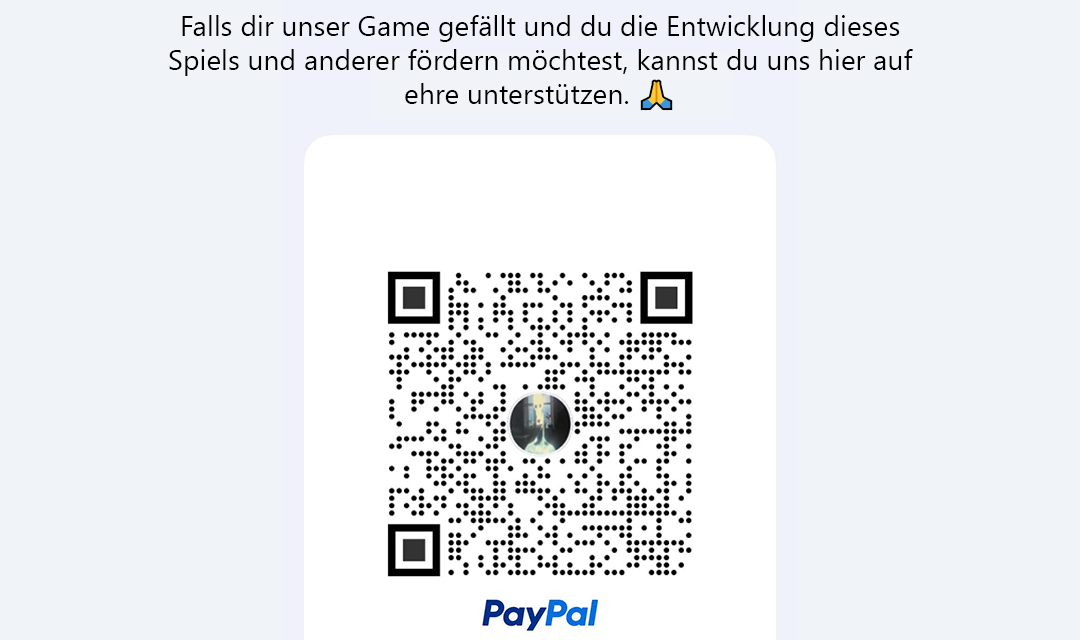 Falls dir unser Game gefällt und du die Entwicklung dieses
Spiels und anderer fördern möchtest, kannst du uns hier auf
ehre unterstützen. 🙏
PayPal